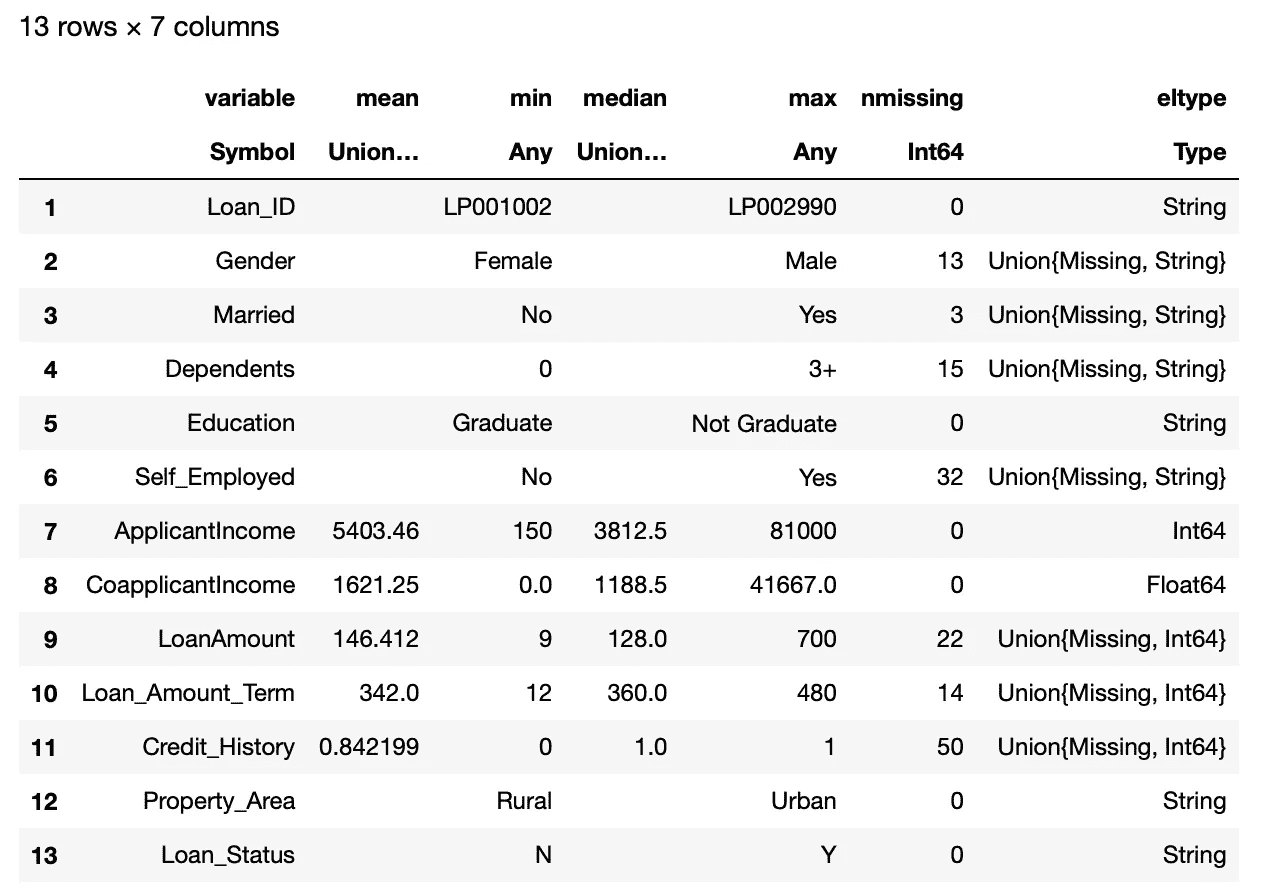 13 rows × 7 columns
variable mean min median max nmissing eltype
Symbol Union… Any Union… Any Int64 Type
1 Loan_ID LP001002 LP002990 0 String
2 Gender Female Male 13 Union{Missing, String}
3 Married No Yes 3 Union{Missing, String}
4 Dependents 0 3+ 15 Union{Missing, String}
5 Education Graduate Not Graduate 0 String
6 Self_Employed No Yes 32 Union{Missing, String}
7 ApplicantIncome 5403.46 150 3812.5 81000 0 Int64
8 CoapplicantIncome 1621.25 0.0 1188.5 41667.0 0 Float64
9 LoanAmount 146.412 9 128.0 700 22 Union{Missing, Int64}
10 Loan_Amount_Term 342.0 12 360.0 480 14 Union{Missing, Int64}
11 Credit_History 0.842199 0 1.0 1 50 Union{Missing, Int64}
12 Property_Area Rural Urban 0 String
13 Loan_Status N Y 0 String